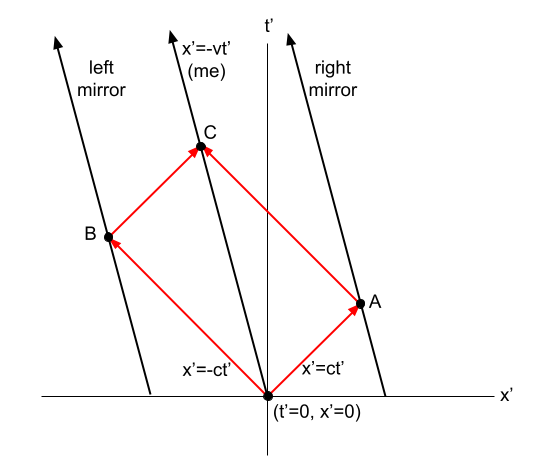 t’
left
mirror
x’=-vt’
(me)
right
mirror
C
B
A
x’=-ct’
x’=ct’
x’
(t’=0, x’=0)